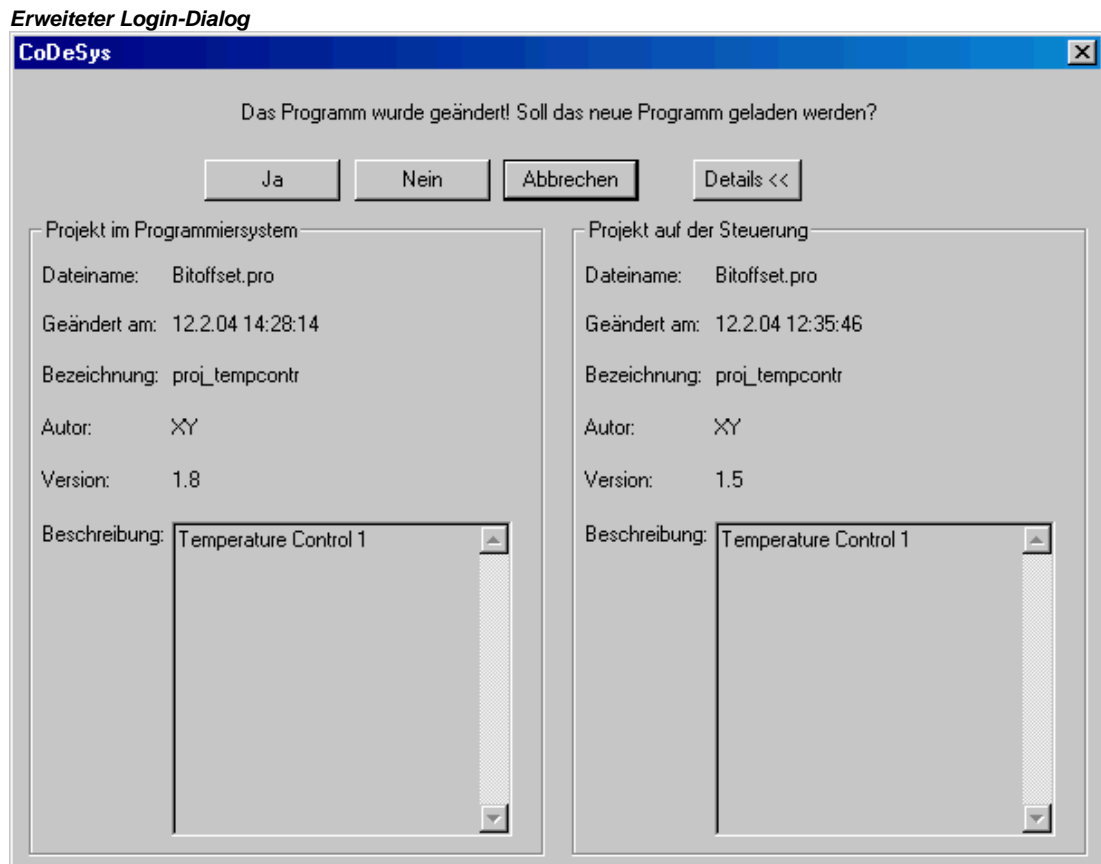 Erweiteter Login-Dialog
CoDeSys
Das Programm wurde geändert! Soll das neue Programm geladen werden?
Ja Nein Abbrechen Details <<
Projekt im Programmiersystem
Dateiname: Bitoffset.pro
Geändert am: 12.2.04 14:28:14
Bezeichnung: proj_tempcontr
Autor: XY
Version: 1.8
Beschreibung: Temperature Control 1
Projekt auf der Steuerung
Dateiname: Bitoffset.pro
Geändert am: 12.2.04 12:35:46
Bezeichnung: proj_tempcontr
Autor: XY
Version: 1.5
Beschreibung: Temperature Control 1